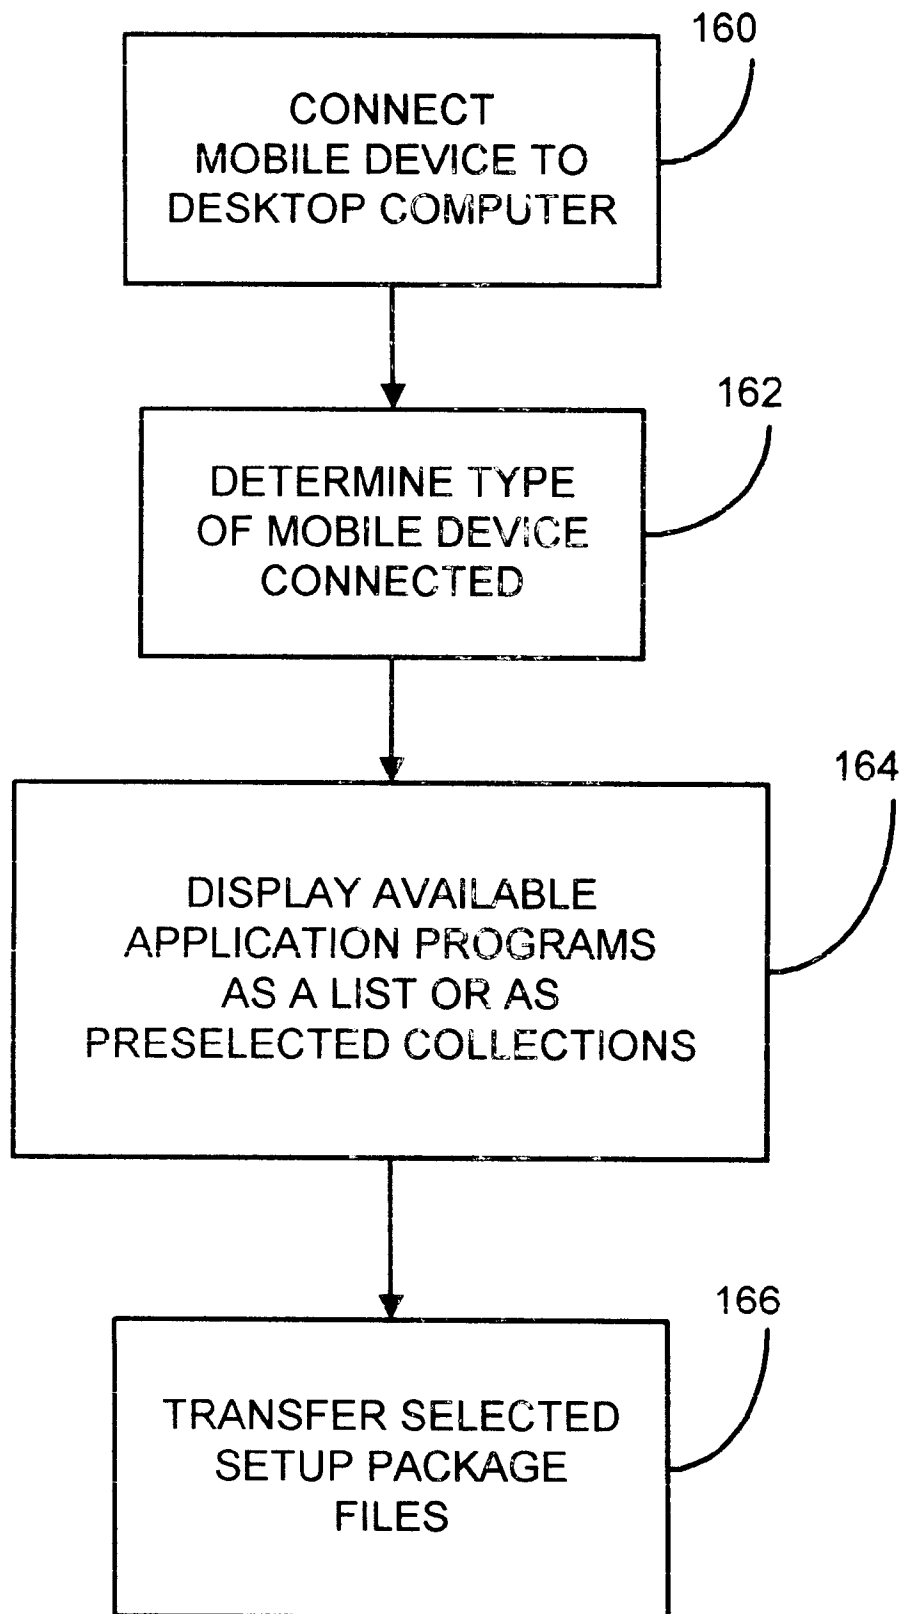 160
CONNECT
MOBILE DEVICE TO
DESKTOP COMPUTER
162
DETERMINE TYPE
OF MOBILE DEVICE
CONNECTED
164
DISPLAY AVAILABLE
APPLICATION PROGRAMS
AS A LIST OR AS
PRESELECTED COLLECTIONS
166
TRANSFER SELECTED
SETUP PACKAGE
FILES